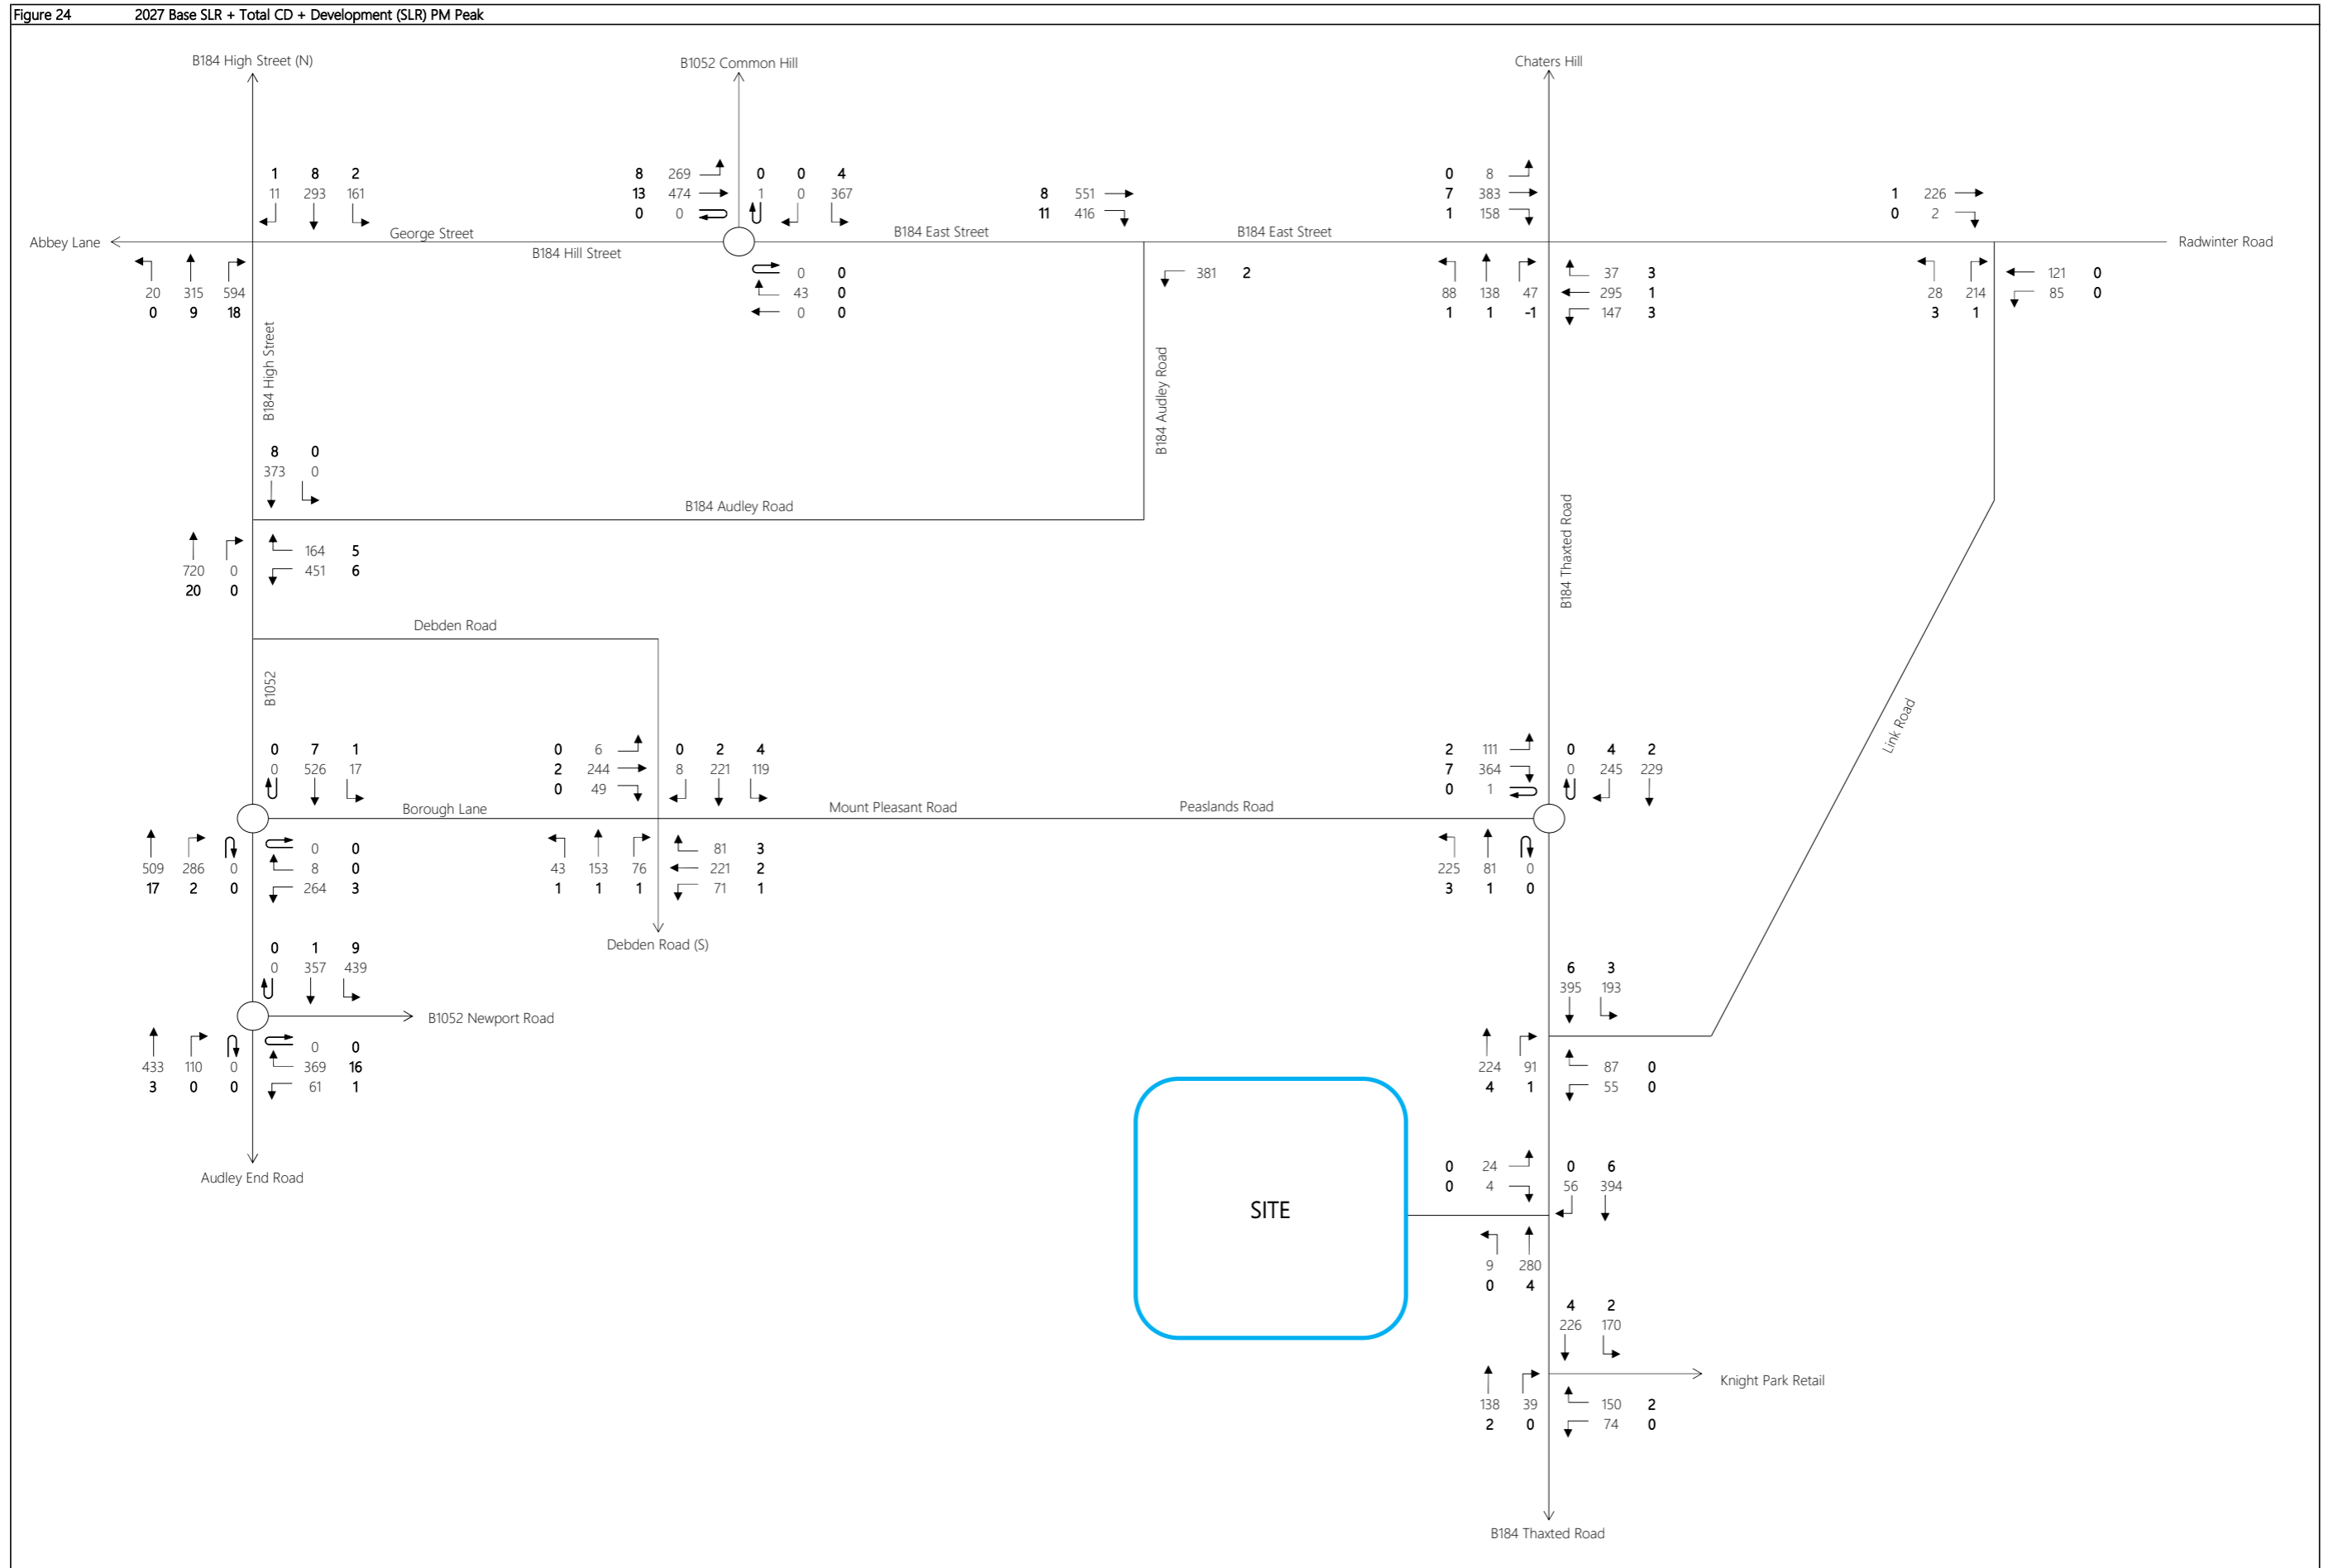 Figure 24 2027 Base SLR + Total CD + Development (SLR) PM Peak
B184 High Street (N) B1052 Common Hill Chaters Hill
1 8 2 8 269 0 0 4 0 8
11 293 161 13 474 1 0 367 8 551 7 383 1 226
0 0 11 416 1 158 0 2
George Street B184 East Street B184 East Street
Abbey Lane B184 Hill Street Radwinter Road
0 0 381 2 37 3 121 0
20 315 594 43 0 88 138 47 295 1 28 214 85 0
0 9 18 0 0 1 1 -1 147 3 3 1
B184 High Street
B184 Audley Road
8 0
373 0
B184 Audley Road
B184 Thaxted Road
164 5
720 0 451 6
20 0
Debden Road
B1052
Link Road
0 7 1 0 6 0 2 4 2 111 0 4 2
0 526 17 2 244 8 221 119 7 364 0 245 229
0 49 0 1
Borough Lane Mount Pleasant Road Peaslands Road
0 0 81 3
509 286 0 8 0 43 153 76 221 2 225 81 0
17 2 0 264 3 1 1 1 71 1 3 1 0
0 1 9 Debden Road (S)
0 357 439 6 3
395 193
B1052 Newport Road
0 0
433 110 0 369 16 224 91 87 0
3 0 0 61 1 4 1 55 0
Audley End Road
0 24 0 6
0 4 56 394
SITE
9 280
0 4
4 2
226 170
Knight Park Retail
138 39 150 2
2 0 74 0
B184 Thaxted Road